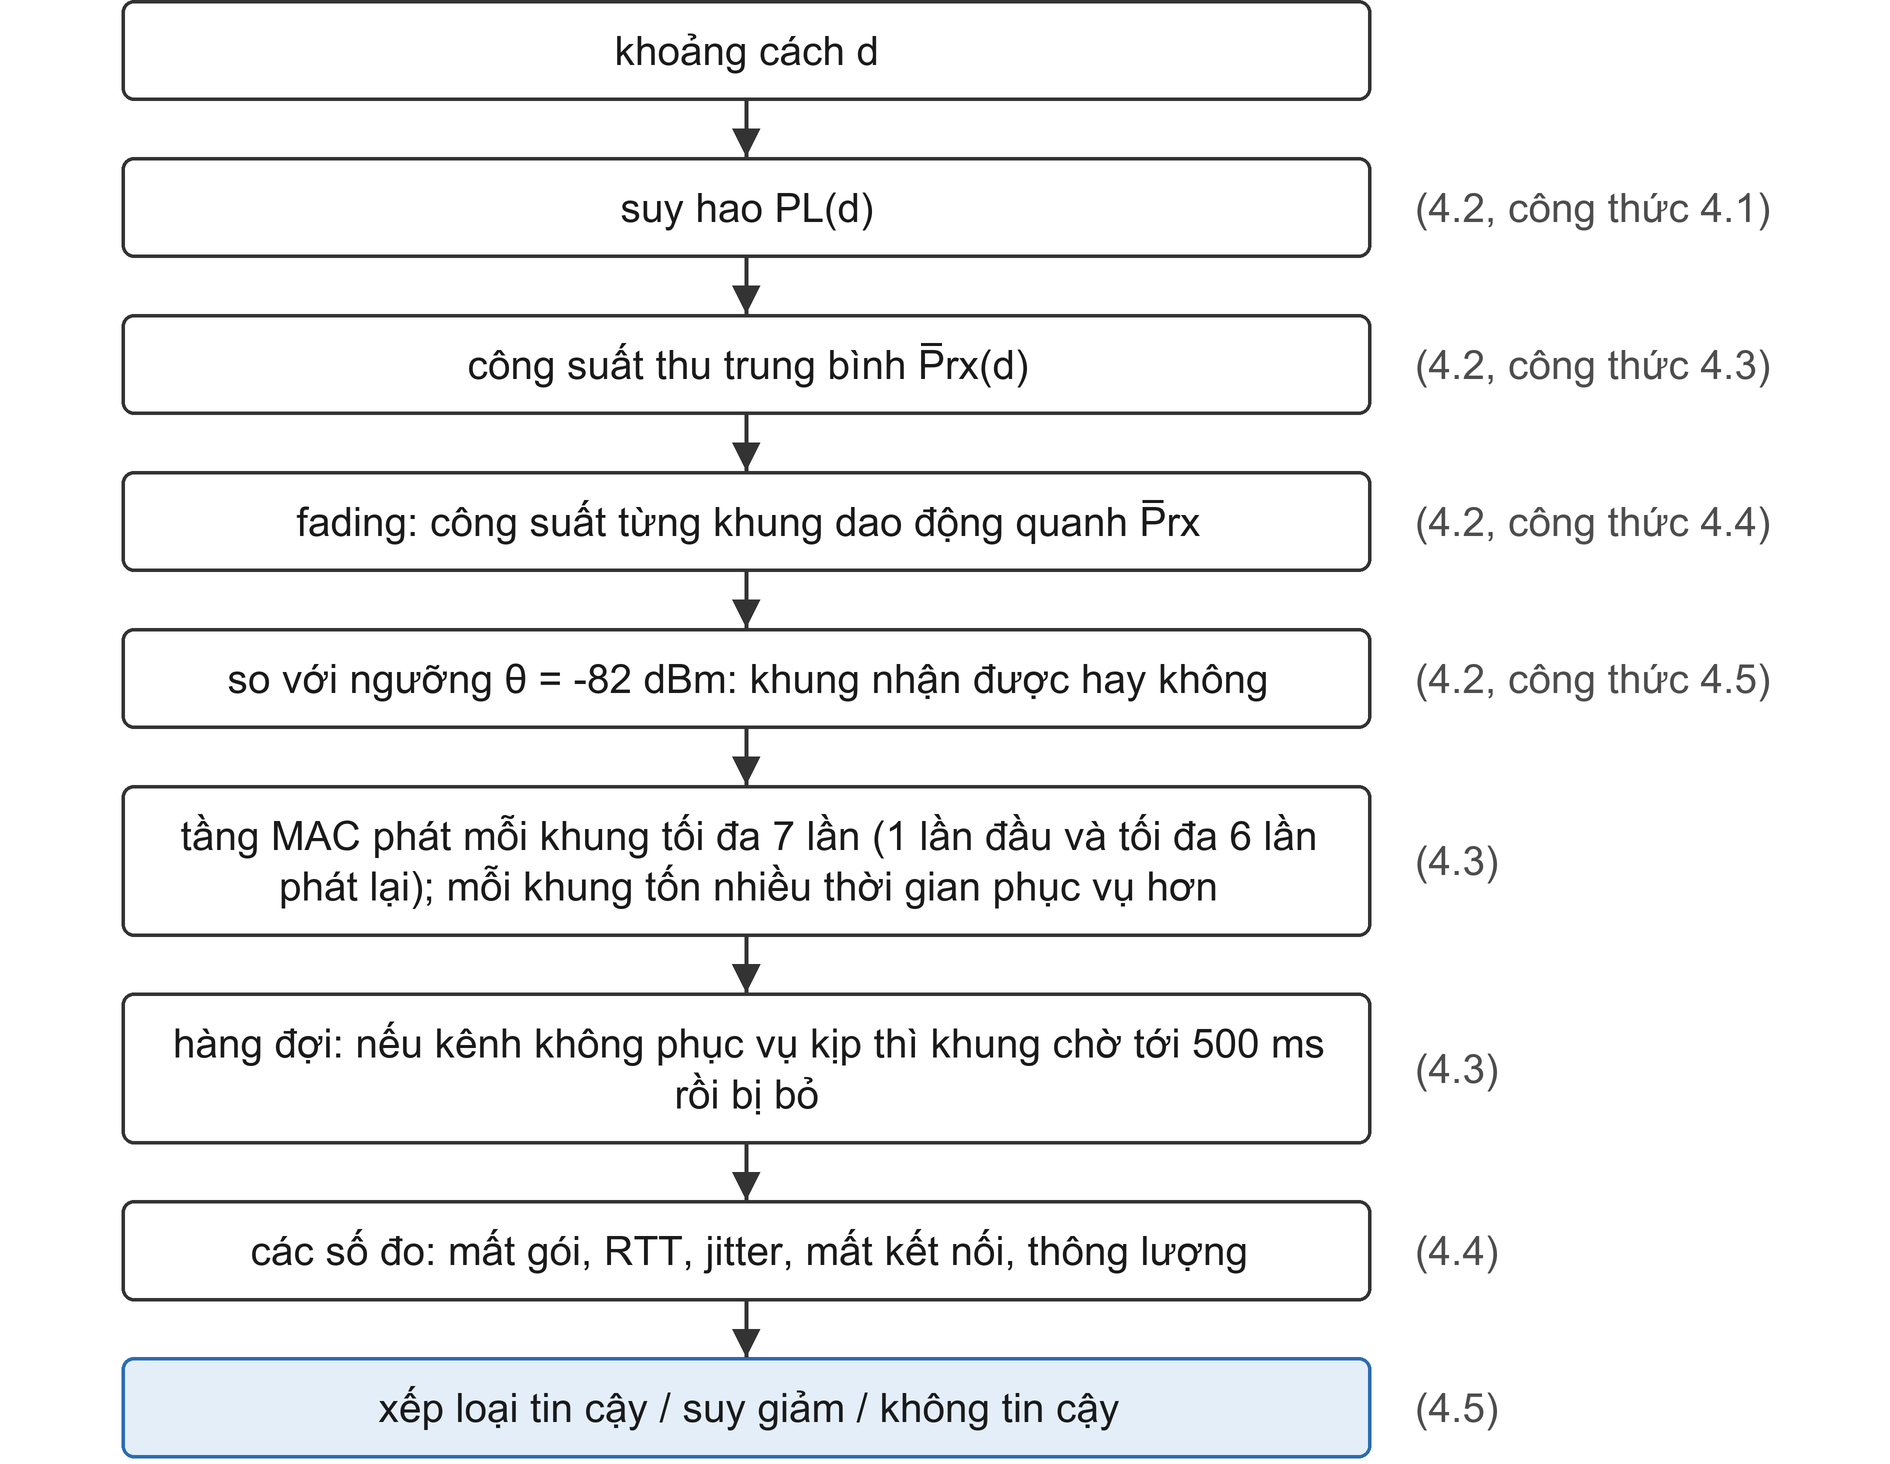 khoảng cách d
suy hao PL(d) (4.2, công thức 4.1)
công suất thu trung bình P̅rx(d) (4.2, công thức 4.3)
fading: công suất từng khung dao động quanh P̅rx (4.2, công thức 4.4)
so với ngưỡng θ = -82 dBm: khung nhận được hay không (4.2, công thức 4.5)
tầng MAC phát mỗi khung tối đa 7 lần (1 lần đầu và tối đa 6 lần
phát lại); mỗi khung tốn nhiều thời gian phục vụ hơn
(4.3)
hàng đợi: nếu kênh không phục vụ kịp thì khung chờ tới 500 ms
rồi bị bỏ
(4.3)
các số đo: mất gói, RTT, jitter, mất kết nối, thông lượng (4.4)
xếp loại tin cậy / suy giảm / không tin cậy (4.5)